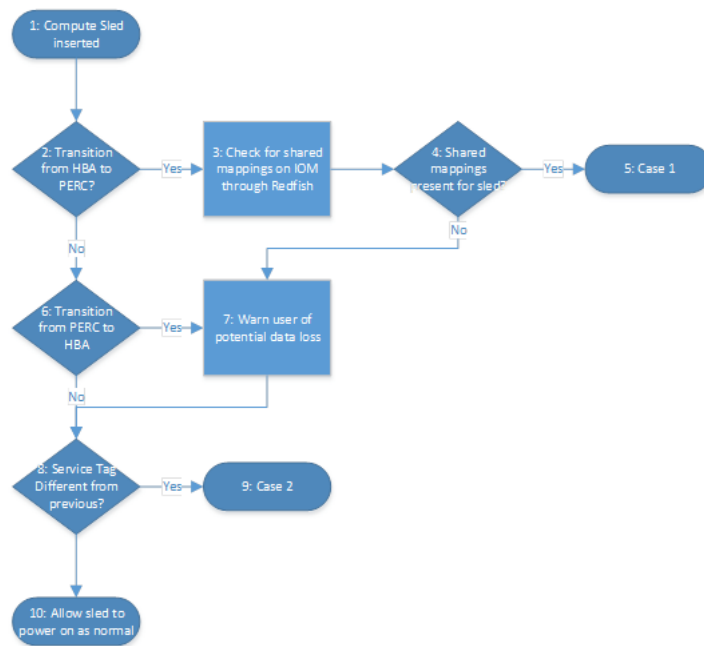 1: Compute Sled
inserted
2: Transition
from HBA to
PERC?
Yes
3: Check for shared
mappings on IOM
through Redfish
4: Shared
mappings
present for sled?
Yes
5: Case 1
No
No
6: Transition
from PERC to
HBA
Yes
7: Warn user of
potential data loss
No
8: Service Tag
Different from
previous?
Yes
9: Case 2
10: Allow sled to
power on as normal